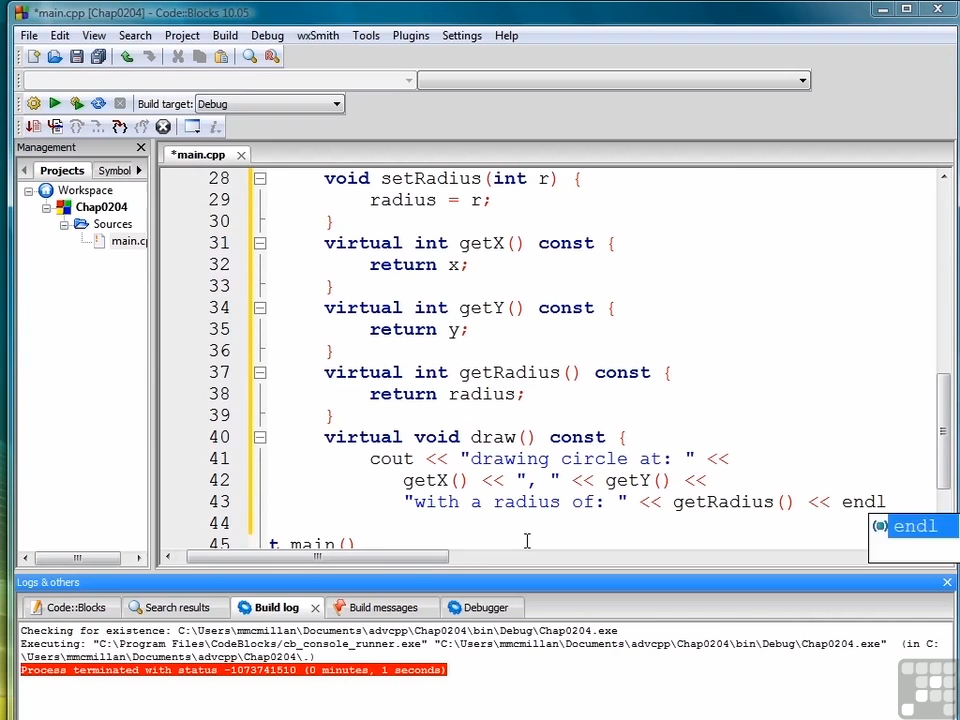 *main.cpp [Chap0204] - Code::Blocks 10.05
File Edit View Search Project Build Debug wxSmith Tools Plugins Settings Help
Build target: Debug
Management
*main.cpp
Projects Symbol
Workspace
Chap0204
Sources
main.cp
28 void setRadius(int r) {
29 radius = r;
30 }
31 virtual int getX() const {
32 return x;
33 }
34 virtual int getY() const {
35 return y;
36 }
37 virtual int getRadius() const {
38 return radius;
39 }
40 virtual void draw() const {
41 cout << "drawing circle at: " <<
42 getX() << ", " << getY() <<
43 "with a radius of: " << getRadius() << endl
44
45 t main()
endl
Logs & others
Code::Blocks Search results Build log Build messages Debugger
Checking for existence: C:\Users\mmcmillan\Documents\advcpp\Chap0204\bin\Debug\Chap0204.exe
Executing: "C:\Program Files\CodeBlocks/cb_console_runner.exe" "C:\Users\mmcmillan\Documents\advcpp\Chap0204\bin\Debug\Chap0204.exe" (in C:
\Users\mmcmillan\Documents\advcpp\Chap0204\.)
Process terminated with status -1073741510 (0 minutes, 1 seconds)